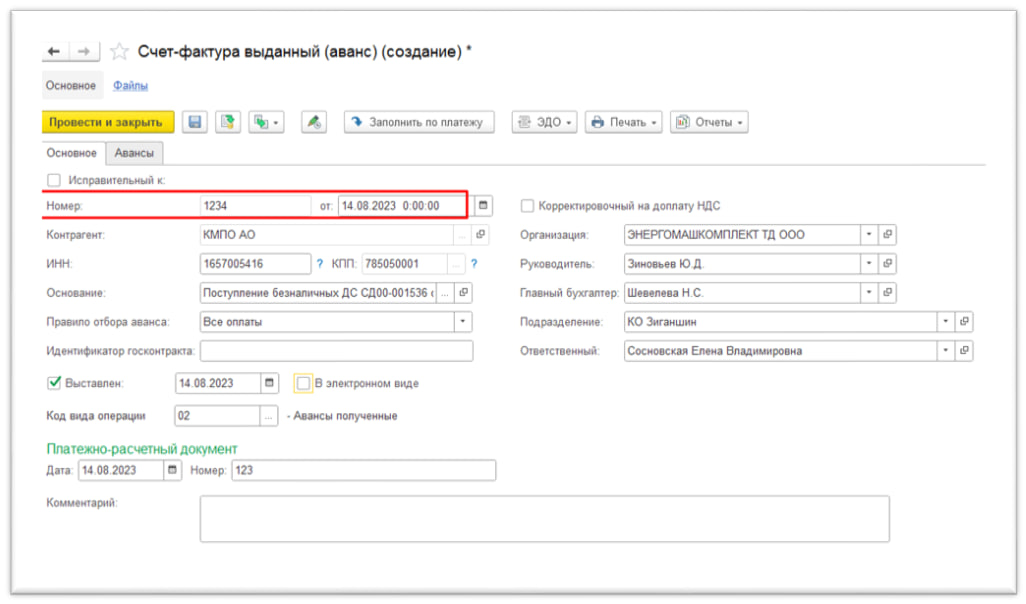 Счет-фактура выданный (аванс) (создание) *
Основное Файлы
Провести и закрыть Заполнить по платежу ЭДО Печать Отчеты
Основное Авансы
Исправительный к:
Номер: 1234 от: 14.08.2023 0:00:00 Корректировочный на доплату НДС
Контрагент: КМПО АО ... Организация: ЭНЕРГОМАШКОМПЛЕКТ ТД ООО
ИНН: 1657005416 ? КПП: 785050001 ... ? Руководитель: Зиновьев Ю.Д.
Основание: Поступление безналичных ДС СД00-001536 ... Главный бухгалтер: Шевелева Н.С.
Правило отбора аванса: Все оплаты Подразделение: КО Зиганшин
Идентификатор госконтракта: Ответственный: Сосновская Елена Владимировна
Выставлен: 14.08.2023 В электронном виде
Код вида операции 02 ... - Авансы полученные
Платежно-расчетный документ
Дата: 14.08.2023 Номер: 123
Комментарий: